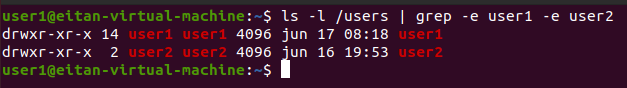 user1@eitan-virtual-machine:~$ ls -l /users | grep -e user1 -e user2
drwxr-xr-x 14 user1 user1 4096 jun 17 08:18 user1
drwxr-xr-x  2 user2 user2 4096 jun 16 19:53 user2
user1@eitan-virtual-machine:~$